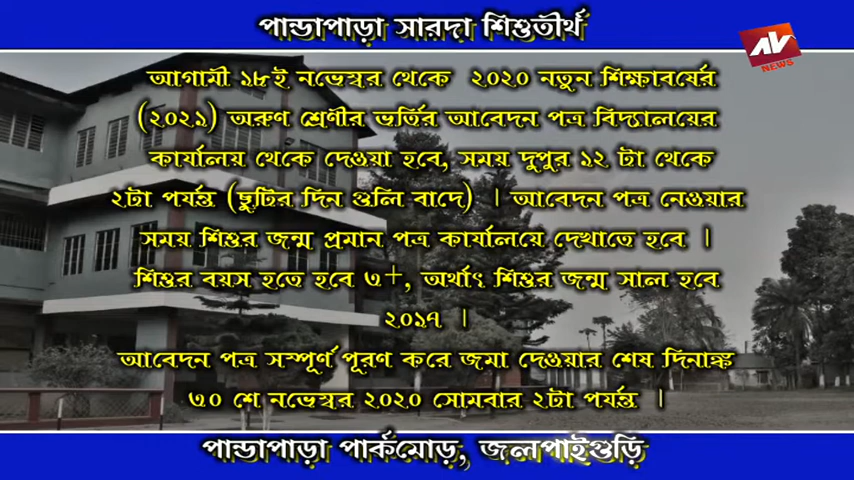 পান্ডাপাড়া সারদা শিশুতীর্থ
AV
NEWS
আগামী ১৮ই নভেম্বর থেকে ২০২০ নতুন শিক্ষাবর্ষের
(২০২১) অরুণ শ্রেণীর ভর্তির আবেদন পত্র বিদ্যালয়ের
কার্যালয় থেকে দেওয়া হবে, সময় দুপুর ১২ টা থেকে
২টা পর্যন্ত (ছুটির দিন গুলি বাদে) | আবেদন পত্র নেওয়ার
সময় শিশুর জন্ম প্রমান পত্র কার্যালয়ে দেখাতে হবে |
শিশুর বয়স হতে হবে ৩+, অর্থাৎ শিশুর জন্ম সাল হবে
২০১৭ |
আবেদন পত্র সম্পূর্ণ পূরণ করে জমা দেওয়ার শেষ দিনাঙ্ক
৩০ শে নভেম্বর ২০২০ সোমবার ২টা পর্যন্ত |
পান্ডাপাড়া পার্কমোড়, জলপাইগুড়ি